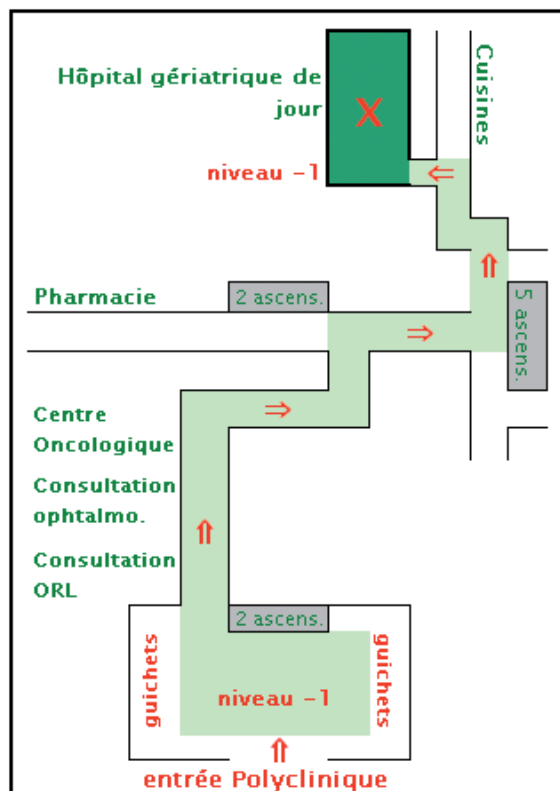 Cuisines
Hôpital gériatrique de
jour
X
niveau -1
Pharmacie
2 ascens.
5 ascens.
Centre
Oncologique
Consultation
ophtalmo.
Consultation
ORL
2 ascens.
guichets
niveau -1
guichets
entrée Polyclinique